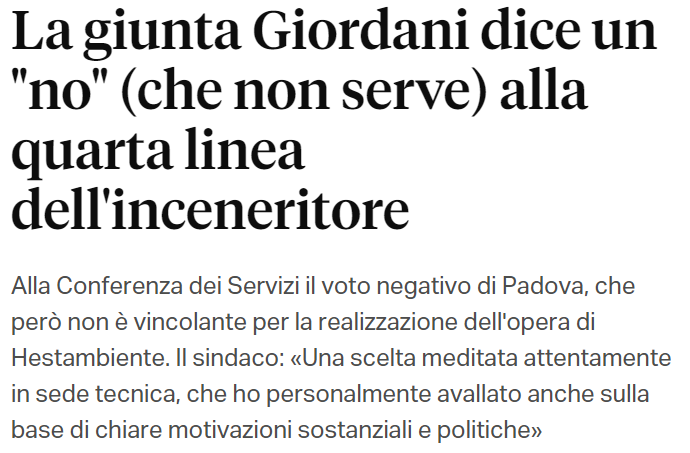 La giunta Giordani dice un
"no" (che non serve) alla
quarta linea
dell'inceneritore
Alla Conferenza dei Servizi il voto negativo di Padova, che
però non è vincolante per la realizzazione dell'opera di
Hestambiente. Il sindaco: «Una scelta meditata attentamente
in sede tecnica, che ho personalmente avallato anche sulla
base di chiare motivazioni sostanziali e politiche»